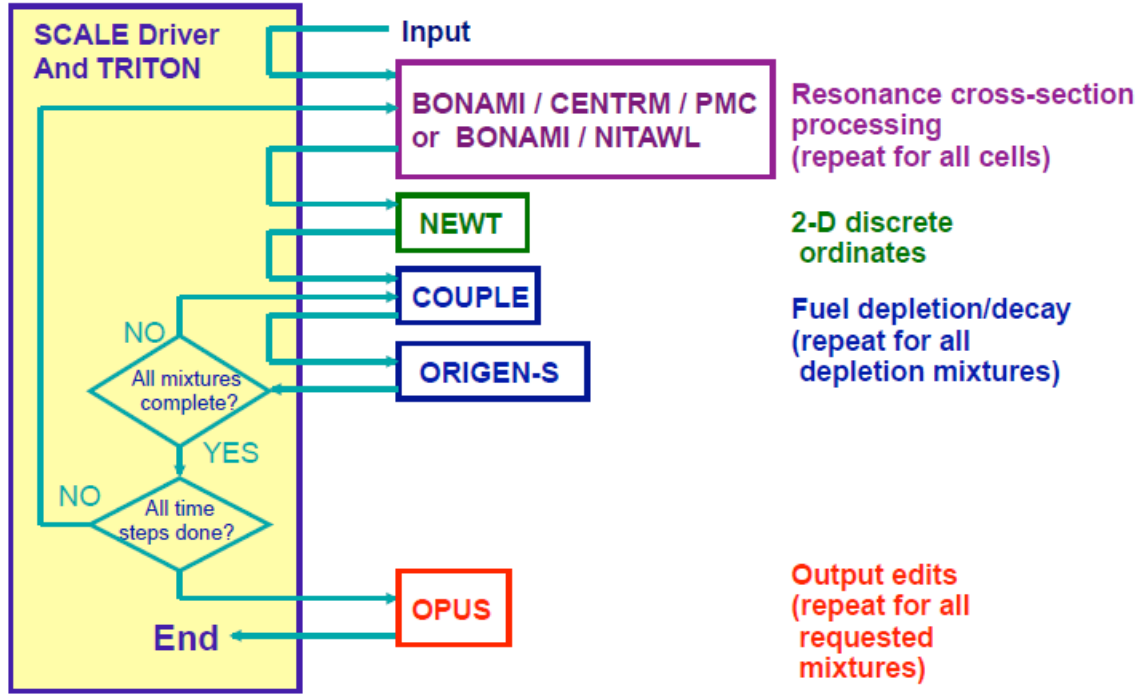 SCALE Driver
And TRITON
Input
BONAMI / CENTRM / PMC
or BONAMI / NITAWL
Resonance cross-section
processing
(repeat for all cells)
NEWT
2-D discrete
ordinates
COUPLE
Fuel depletion/decay
(repeat for all
depletion mixtures)
NO
All mixtures
complete?
ORIGEN-S
YES
NO
All time
steps done?
OPUS
Output edits
(repeat for all
requested
mixtures)
End